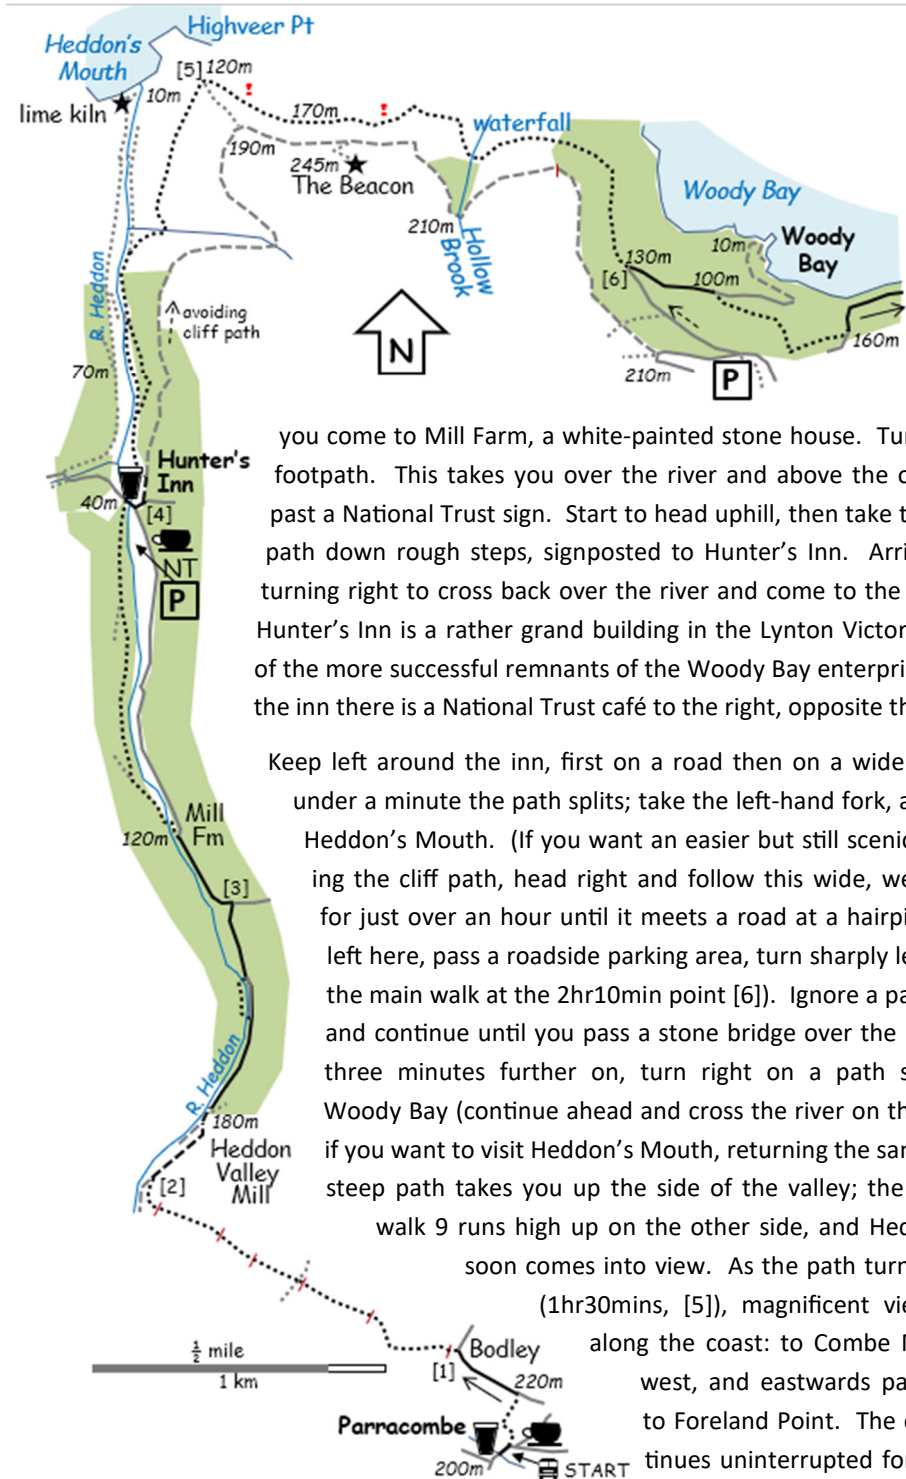 Highveer Pt
Heddon's
Mouth
[5] 120m
10m
lime kiln
!
170m
!
waterfall
190m
245m
The Beacon
Woody Bay
210m
Hollow
Brook
10m
Woody
Bay
130m
[6]
100m
R. Heddon
avoiding
cliff path
N
160m
70m
210m
P
Hunter's
Inn
40m
[4]
NT
P
you come to Mill Farm, a white-painted stone house. Tu
footpath. This takes you over the river and above the
past a National Trust sign. Start to head uphill, then take t
path down rough steps, signposted to Hunter's Inn. Arri
turning right to cross back over the river and come to the
Hunter's Inn is a rather grand building in the Lynton Victor
of the more successful remnants of the Woody Bay enterpri
the inn there is a National Trust café to the right, opposite th
Keep left around the inn, first on a road then on a wide
under a minute the path splits; take the left-hand fork, a
Heddon's Mouth. (If you want an easier but still scenic
ing the cliff path, head right and follow this wide, we
for just over an hour until it meets a road at a hairpi
left here, pass a roadside parking area, turn sharply le
the main walk at the 2hr10min point [6]). Ignore a pa
and continue until you pass a stone bridge over the
three minutes further on, turn right on a path s
Woody Bay (continue ahead and cross the river on th
if you want to visit Heddon's Mouth, returning the sa
steep path takes you up the side of the valley; the
walk 9 runs high up on the other side, and Hed
soon comes into view. As the path turn
(1hr30mins, [5]), magnificent vie
along the coast: to Combe
west, and eastwards pa
to Foreland Point. The
tinues uninterrupted fo
Mill
Fm
120m
[3]
R. Heddon
180m
Heddon
Valley
Mill
[2]
½ mile
1 km
Bodley
[1]
220m
Parracombe
200m
START